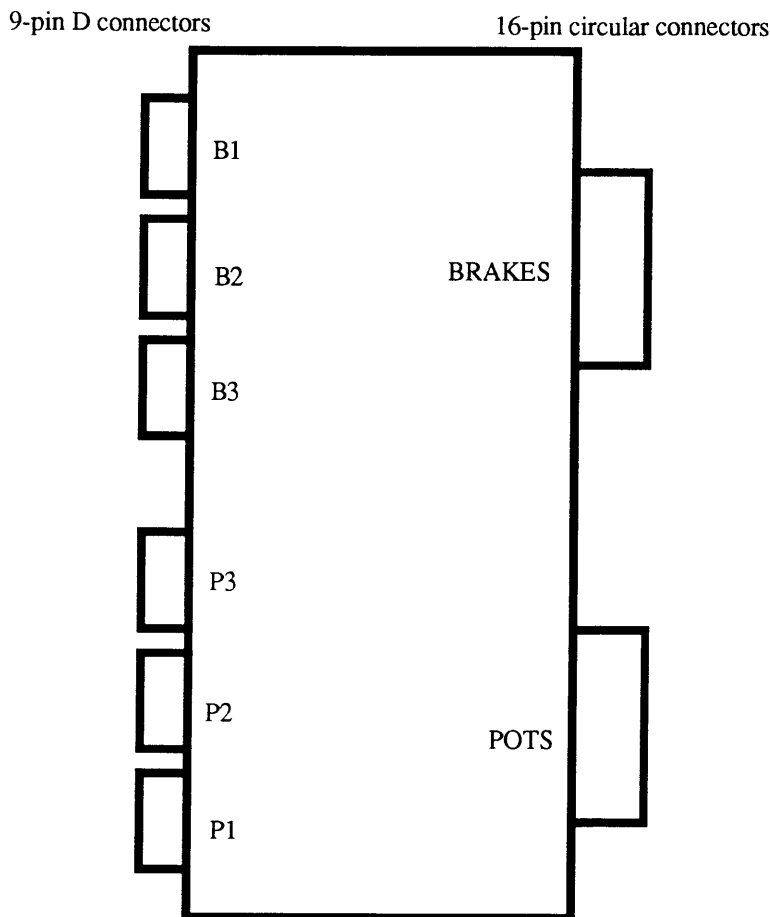 9-pin D connectors
16-pin circular connectors
B1
B2
BRAKES
B3
P3
P2
POTS
P1